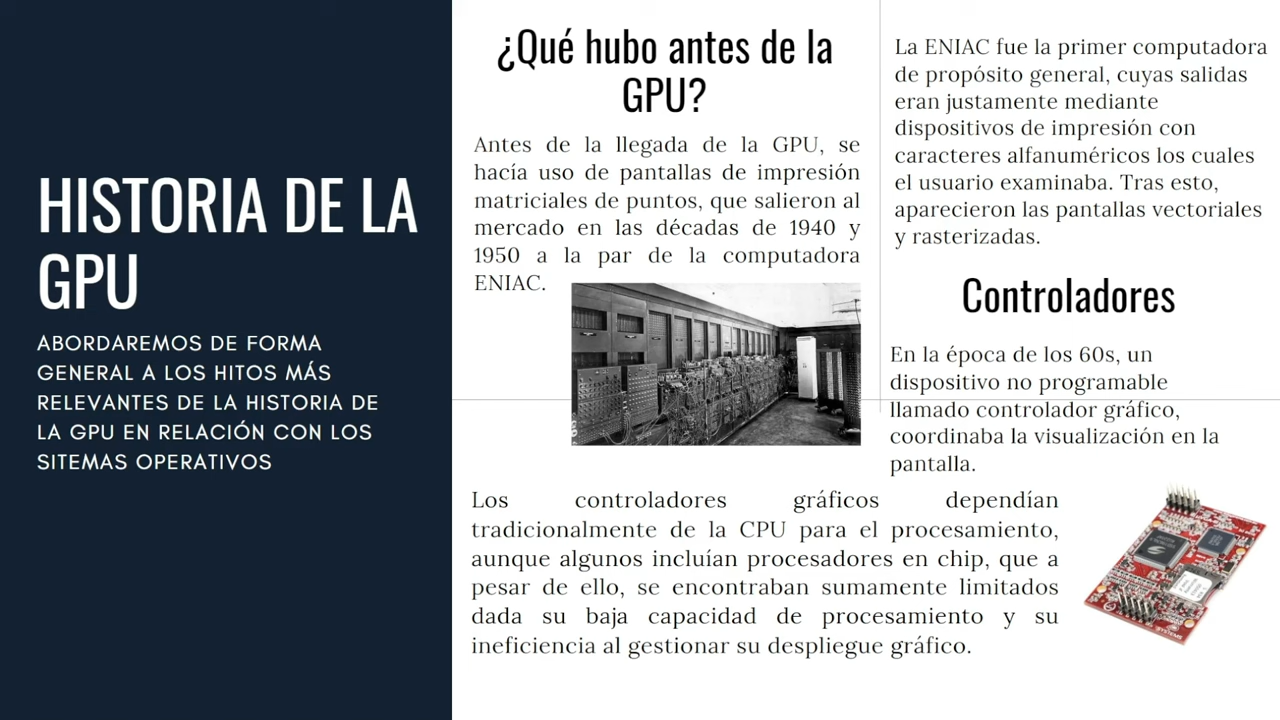 HISTORIA DE LA
GPU
ABORDAREMOS DE FORMA
GENERAL A LOS HITOS MÁS
RELEVANTES DE LA HISTORIA DE
LA GPU EN RELACIÓN CON LOS
SITEMAS OPERATIVOS
¿Qué hubo antes de la
GPU?
Antes de la llegada de la GPU, se
hacía uso de pantallas de impresión
matriciales de puntos, que salieron al
mercado en las décadas de 1940 y
1950 a la par de la computadora
ENIAC.
La ENIAC fue la primer computadora
de propósito general, cuyas salidas
eran justamente mediante
dispositivos de impresión con
caracteres alfanuméricos los cuales
el usuario examinaba. Tras esto,
aparecieron las pantallas vectoriales
y rasterizadas.
Controladores
En la época de los 60s, un
dispositivo no programable
llamado controlador gráfico,
coordinaba la visualización en la
pantalla.
Los controladores gráficos dependían
tradicionalmente de la CPU para el procesamiento,
aunque algunos incluían procesadores en chip, que a
pesar de ello, se encontraban sumamente limitados
dada su baja capacidad de procesamiento y su
ineficiencia al gestionar su despliegue gráfico.